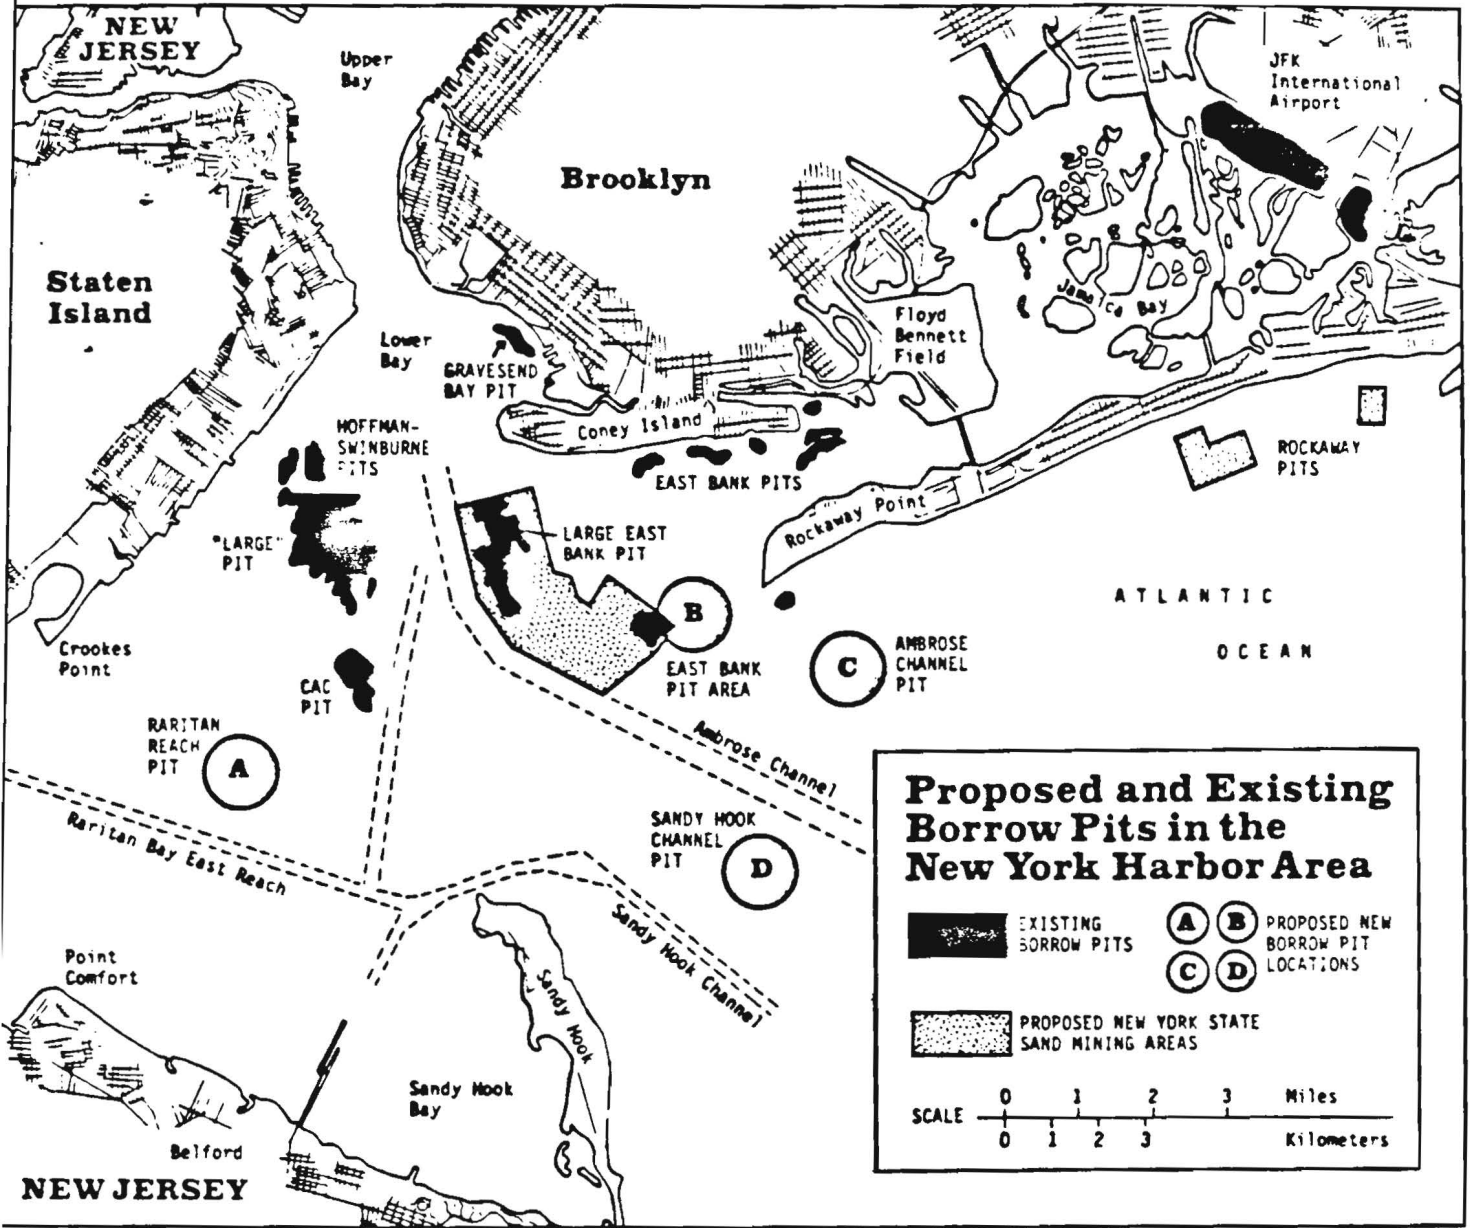 NEW
JERSEY
Upper
Bay
JFK
International
Airport
Brooklyn
Staten
Island
Jamaica Bay
Floyd
Bennett
Field
Lower
Bay
GRAVESEND
BAY PIT
Coney Island
HOFFMAN-
SWINBURNE
PITS
EAST BANK PITS
ROCKAWAY
PITS
Rockaway Point
"LARGE"
PIT
LARGE EAST
BANK PIT
ATLANTIC
OCEAN
B
EAST BANK
PIT AREA
C
AMBROSE
CHANNEL
PIT
Crookes
Point
CAC
PIT
RARITAN
REACH
PIT
A
Ambrose Channel
Raritan Bay East Reach
SANDY HOOK
CHANNEL
PIT
D
Sandy Hook Channel
Sandy Hook
Point
Comfort
Sandy Hook
Bay
Belford
NEW JERSEY
Proposed and Existing
Borrow Pits in the
New York Harbor Area
EXISTING
BORROW PITS
A B
C D
PROPOSED NEW
BORROW PIT
LOCATIONS
PROPOSED NEW YORK STATE
SAND MINING AREAS
SCALE
0 1 2 3 Miles
0 1 2 3 Kilometers